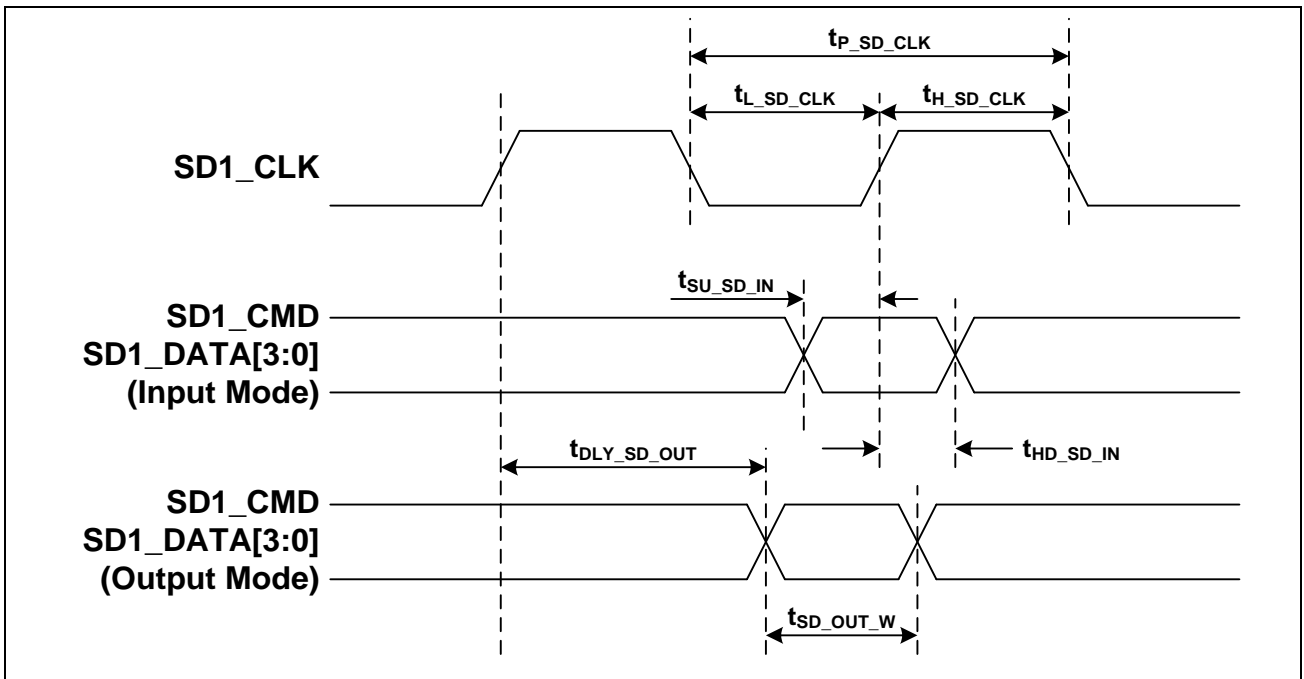 tP_SD_CLK
tL_SD_CLK
tH_SD_CLK
SD1_CLK
tSU_SD_IN
SD1_CMD
SD1_DATA[3:0]
(Input Mode)
tHD_SD_IN
tDLY_SD_OUT
SD1_CMD
SD1_DATA[3:0]
(Output Mode)
tSD_OUT_W